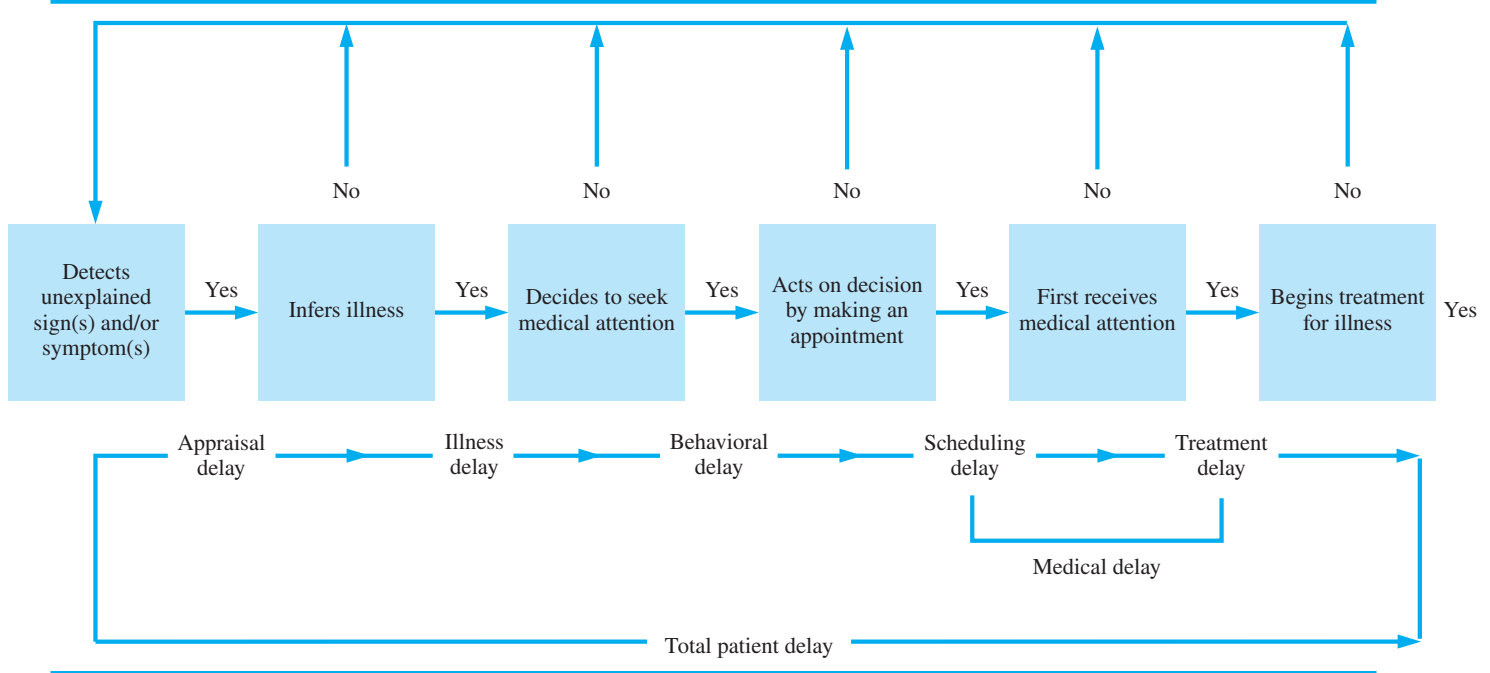 No
No
No
No
No
Detects
unexplained
sign(s) and/or
symptom(s)
Yes
Infers illness
Yes
Decides to seek
medical attention
Yes
Acts on decision
by making an
appointment
Yes
First receives
medical attention
Yes
Begins treatment
for illness
Yes
Appraisal
delay
Illness
delay
Behavioral
delay
Scheduling
delay
Treatment
delay
Medical delay
Total patient delay